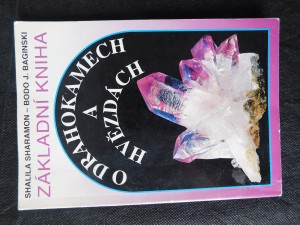 SHALILA SHARAMON – BODO J. BAGINSKI
ZÁKLADNÍ KNIHA
O DRAHOKAMECH
A
HVĚZDÁCH